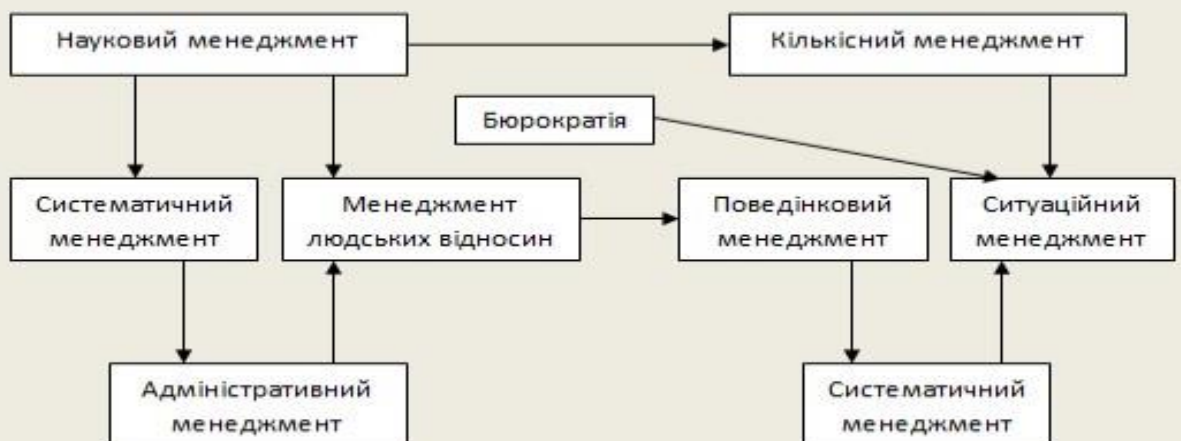 Науковий менеджмент
Кількісний менеджмент
Бюрократія
Систематичний
менеджмент
Менеджмент
людських відносин
Поведінковий
менеджмент
Ситуаційний
менеджмент
Адміністративний
менеджмент
Систематичний
менеджмент